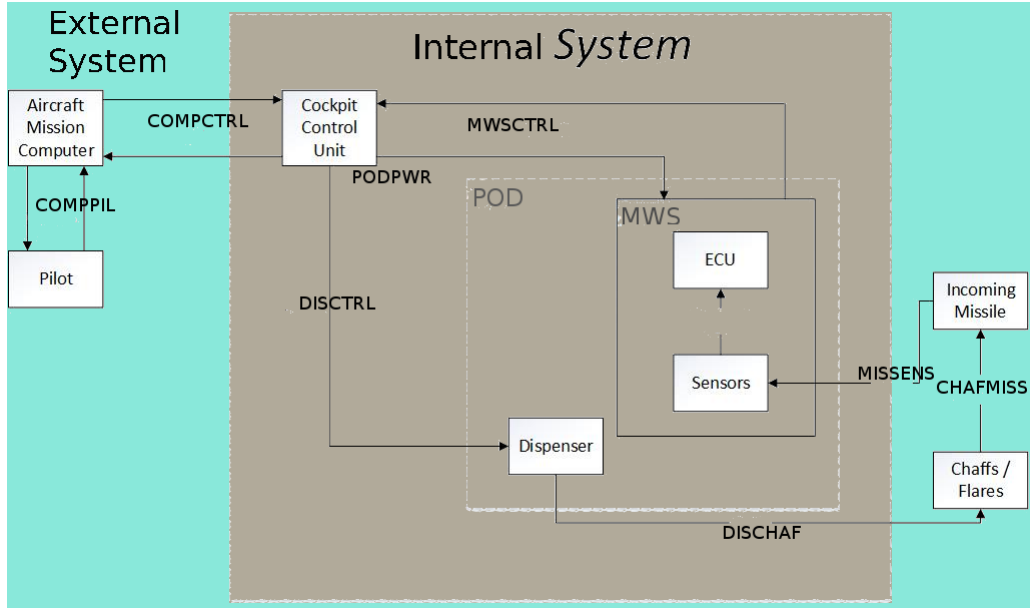 External
System
Internal System
Aircraft
Mission
Computer
COMPCTRL
Cockpit
Control
Unit
MWSCTRL
PODPWR
COMPPIL
POD
MWS
Pilot
ECU
DISCTRL
Incoming
Missile
Sensors
MISSENS
CHAFMISS
Dispenser
Chaffs /
Flares
DISCHAF